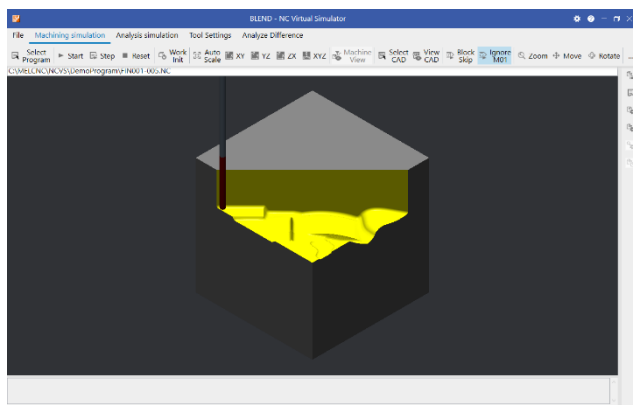 BLEND - NC Virtual Simulator
File Machining simulation Analysis simulation Tool Settings Analyze Difference
Select Program Start Step Reset Work Init Auto Scale XY YZ ZX XYZ Machine View Select CAD View CAD Block Skip Ignore M01 Zoom Move Rotate
C:\MELCNC\NCVS\DemoProgram\FIN001-005.NC